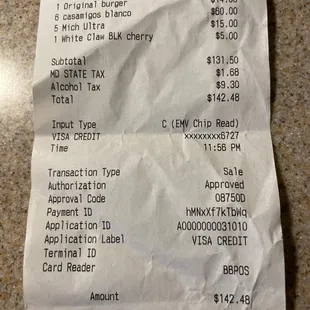 1 Original burger
6 casamigos blanco $60.00
5 Mich Ultra $15.00
1 White Claw BLK cherry $5.00
Subtotal $131.50
MD STATE TAX $1.68
Alcohol Tax $9.30
Total $142.48
Input Type C (EMV Chip Read)
VISA CREDIT xxxxxxxx6727
Time 11:56 PM
Transaction Type Sale
Authorization Approved
Approval Code 08750D
Payment ID hMNxXf7kTbWq
Application ID A0000000031010
Application Label VISA CREDIT
Terminal ID
Card Reader BBPOS
Amount $142.48